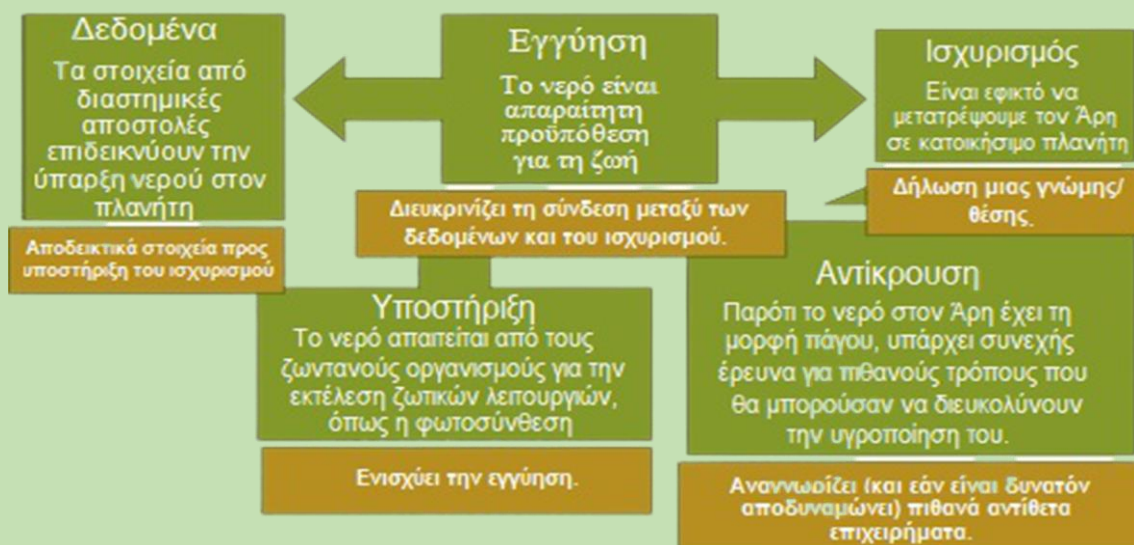 Δεδομένα
Τα στοιχεία από
διαστημικές
αποστολές
επιδεικνύουν την
ύπαρξη νερού στον
πλανήτη
Αποδεικτικά στοιχεία προς
υποστήριξη του ισχυρισμού
Εγγύηση
Το νερό είναι
απαραίτητη
προϋπόθεση
για τη ζωή
Διευκρινίζει τη σύνδεση μεταξύ των
δεδομένων και του ισχυρισμού.
Ισχυρισμός
Είναι εφικτό να
μετατρέψουμε τον Άρη
σε κατοικήσιμο πλανήτη
Δήλωση μιας γνώμης/
θέσης.
Υποστήριξη
Το νερό απαιτείται από τους
ζωντανούς οργανισμούς για την
εκτέλεση ζωτικών λειτουργιών,
όπως η φωτοσύνθεση
Ενισχύει την εγγύηση.
Αντίκρουση
Παρότι το νερό στον Άρη έχει τη
μορφή πάγου, υπάρχει συνεχής
έρευνα για πιθανούς τρόπους που
θα μπορούσαν να διευκολύνουν
την υγροποίηση του.
Αναγνωρίζει (και εάν είναι δυνατόν
αποδυναμώνει) πιθανά αντίθετα
επιχειρήματα.